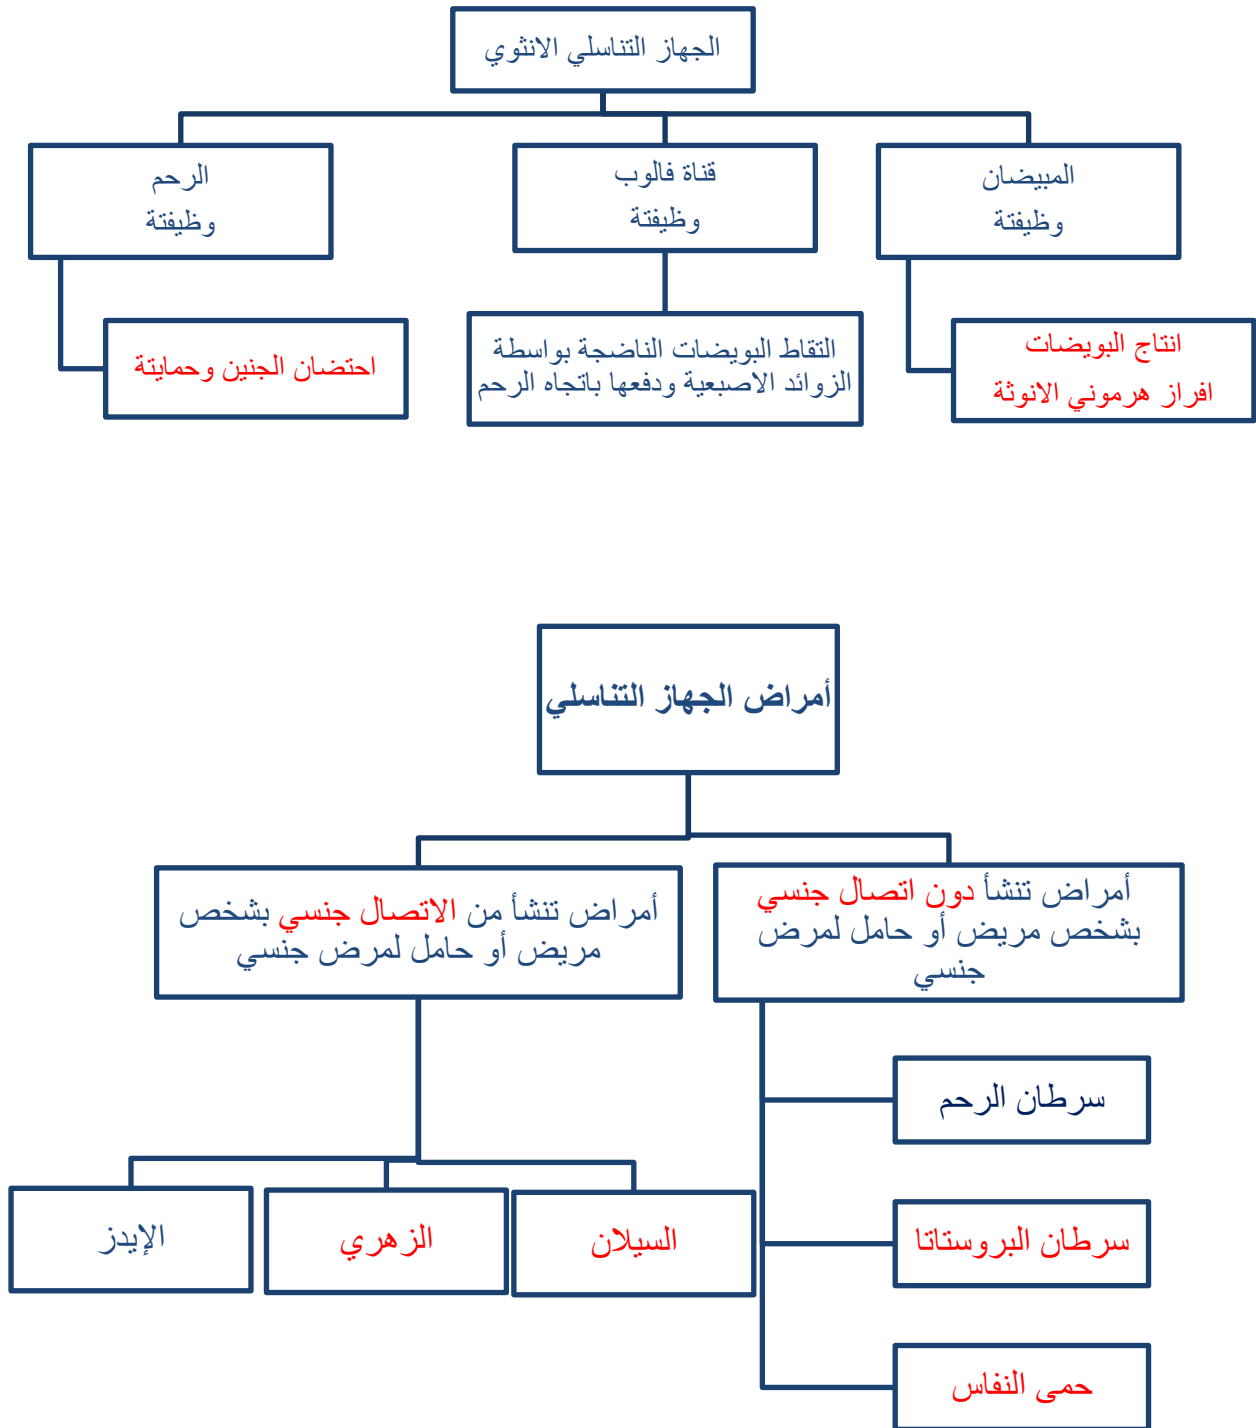 الجهاز التناسلي الانثوي
المبيضان
وظيفتة
قناة فالوب
وظيفتة
الرحم
وظيفتة
انتاج البويضات
افراز هرموني الانوثة
التقاط البويضات الناضجة بواسطة
الزوائد الاصبعية ودفعها باتجاه الرحم
احتضان الجنين وحمايتة
أمراض الجهاز التناسلي
أمراض تنشأ دون اتصال جنسي
بشخص مريض أو حامل لمرض
جنسي
أمراض تنشأ من الاتصال جنسي بشخص
مريض أو حامل لمرض جنسي
سرطان الرحم
سرطان البروستاتا
حمى النفاس
السيلان
الزهري
الإيدز